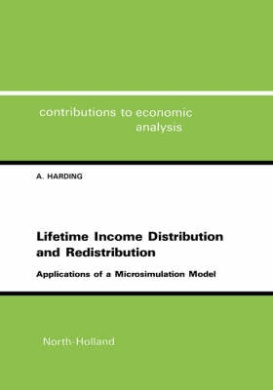 contributions to economic
analysis
A. HARDING
Lifetime Income Distribution
and Redistribution
Applications of a Microsimulation Model
North-Holland